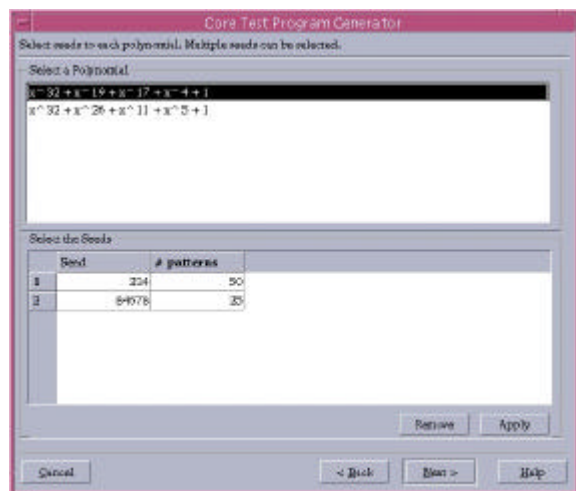 Core Test Program Generator
Select seeds to each polynomial. Multiple seeds can be selected.
Select a Polynomial
x^32 + x^19 + x^17 + x^4 + 1
x^32 + x^26 + x^11 + x^5 + 1
Select the Seeds
Seed # patterns
1 234 50
2 25
Remove Apply
Cancel < Back Next > Help